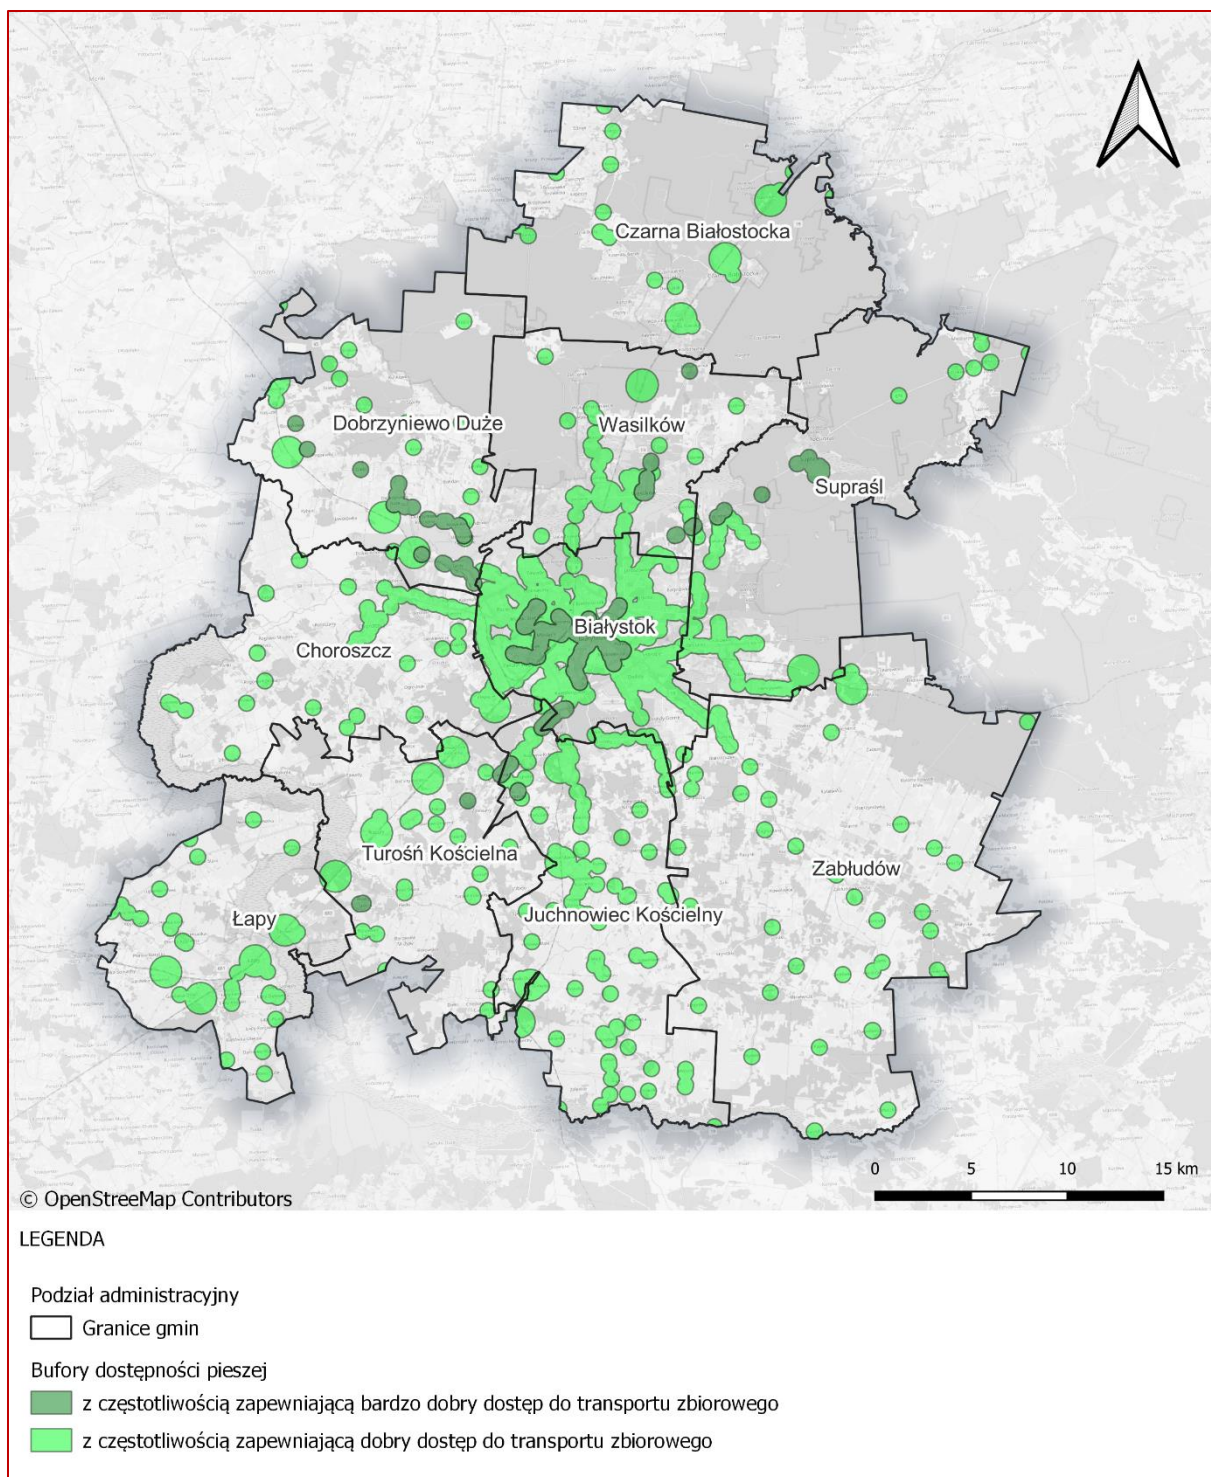 Czarna Białostocka
Dobrzyniewo Duże
Wasilków
Supraśl
Białystok
Choroszcz
Turośń Kościelna
Zabłudów
Łapy
Juchnowiec Kościelny
0 5 10 15 km
© OpenStreetMap Contributors
LEGENDA
Podział administracyjny
Granice gmin
Bufory dostępności pieszej
z częstotliwością zapewniającą bardzo dobry dostęp do transportu zbiorowego
z częstotliwością zapewniającą dobry dostęp do transportu zbiorowego